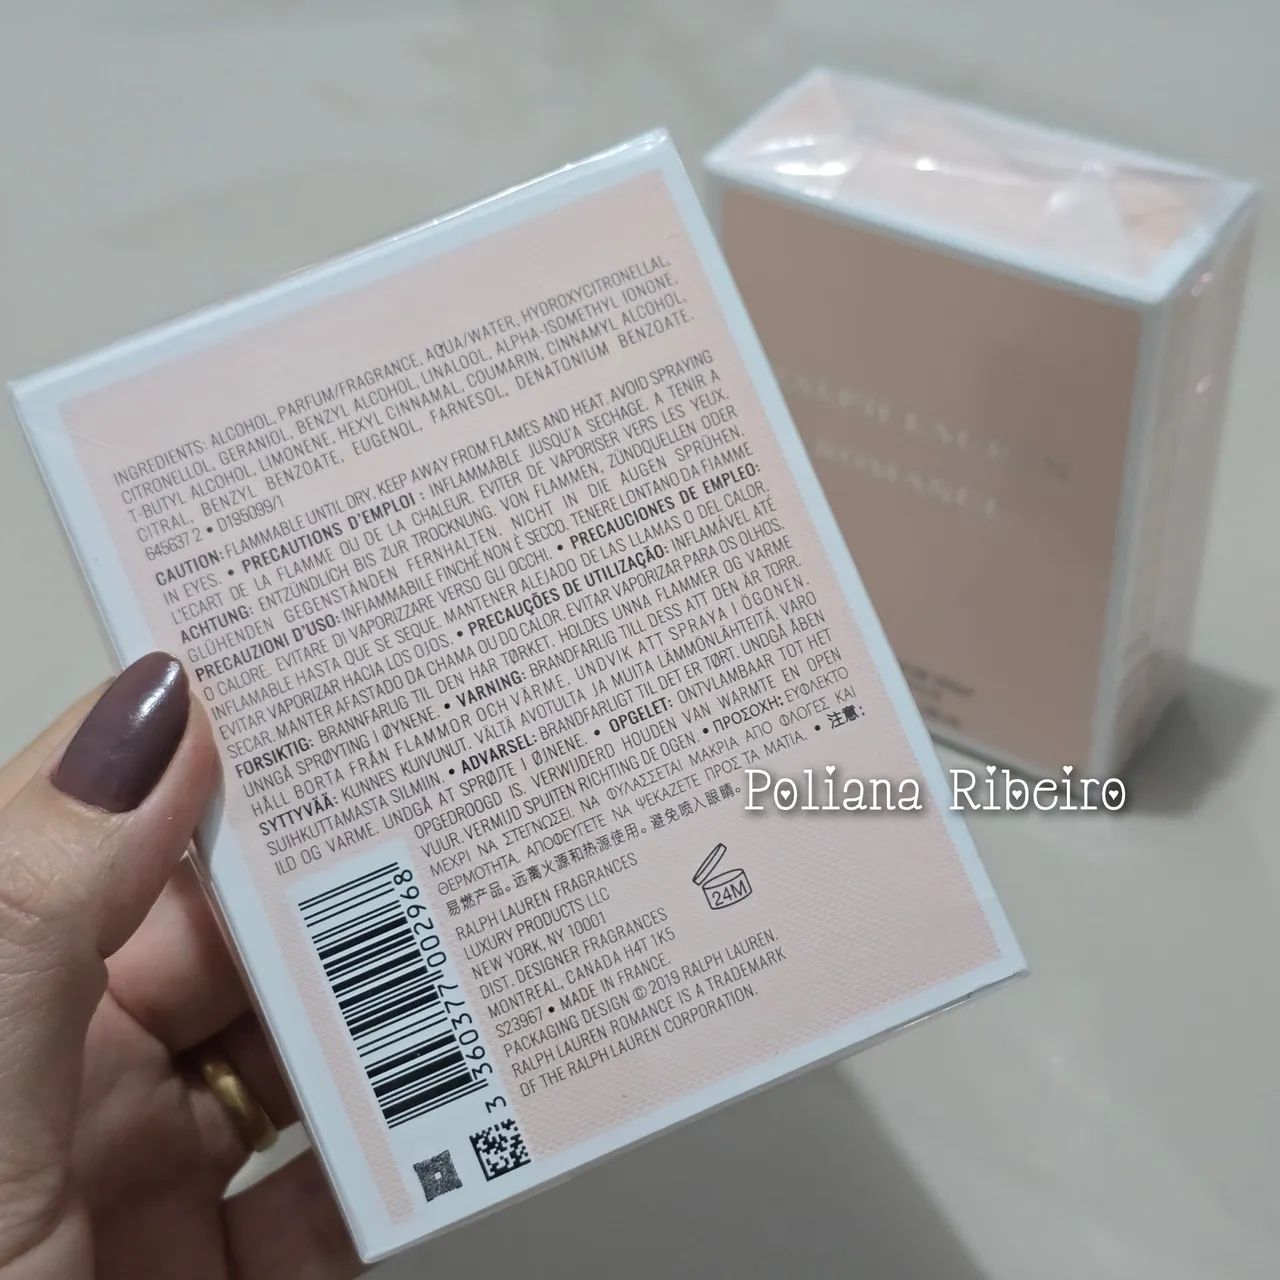 INGREDIENTS: ALCOHOL, PARFUM/FRAGRANCE, AQUA/WATER, HYDROXYCITRONELLAL,
CITRONELLOL, GERANIOL, BENZYL ALCOHOL, LINALOOL, ALPHA-ISOMETHYL IONONE,
T-BUTYL ALCOHOL, LIMONENE, HEXYL CINNAMAL, COUMARIN, CINNAMYL ALCOHOL,
CITRAL, BENZYL BENZOATE, EUGENOL, FARNESOL, DENATONIUM BENZOATE.
645637 2 • D195099/1
CAUTION: FLAMMABLE UNTIL DRY. KEEP AWAY FROM FLAMES AND HEAT. AVOID SPRAYING
IN EYES. • PRECAUTIONS D'EMPLOI : INFLAMMABLE JUSQU'A SECHAGE. A TENIR A
L'ECART DE LA FLAMME OU DE LA CHALEUR. EVITER DE VAPORISER VERS LES YEUX.
ACHTUNG: ENTZÜNDLICH BIS ZUR TROCKNUNG. VON FLAMMEN, ZÜNDQUELLEN ODER
GLÜHENDEN GEGENSTÄNDEN FERNHALTEN. NICHT IN DIE AUGEN SPRÜHEN.
PRECAUZIONI D'USO: INFIAMMABILE FINCHÉ NON È SECCO. TENERE LONTANO DA FIAMME
O CALORE. EVITARE DI VAPORIZZARE VERSO GLI OCCHI. • PRECAUCIONES DE EMPLEO:
INFLAMABLE HASTA QUE SE SEQUE. MANTENER ALEJADO DE LAS LLAMAS O DEL CALOR.
EVITAR VAPORIZAR HACIA LOS OJOS. • PRECAUÇÕES DE UTILIZAÇÃO: INFLAMÁVEL ATÉ
SECAR. MANTER AFASTADO DA CHAMA OU DO CALOR. EVITAR VAPORIZAR PARA OS OLHOS.
FORSIKTIG: BRANNFARLIG TIL DEN HAR TØRKET. HOLDES UNNA FLAMMER OG VARME
UNNGÅ SPRØYTING I ØYNENE. • VARNING: BRANDFARLIG TILL DESS ATT DEN ÄR TORR.
HÅLL BORTA FRÅN FLAMMOR OCH VÄRME. UNDVIK ATT SPRAYA I ÖGONEN.
SYTTYVÄÄ: KUNNES KUIVUNUT. VÄLTÄ AVOTULTA JA MUITA LÄMMÖNLÄHTEITÄ. VARO
SUIHKUTTAMASTA SILMIIN. • ADVARSEL: BRANDFARLIGT TIL DET ER TØRT. UNDGÅ ÅBEN
ILD OG VARME. UNDGÅ AT SPRØJTE I ØJNENE. • OPGELET: ONTVLAMBAAR TOT HET
OPGEDROOGD IS. VERWIJDERD HOUDEN VAN WARMTE EN OPEN
VUUR. VERMIJD SPUITEN RICHTING DE OGEN. • ΠΡΟΣΟΧΗ: ΕΥΦΛΕΚΤΟ
ΜΕΧΡΙ ΝΑ ΣΤΕΓΝΩΣΕΙ. ΝΑ ΦΥΛΑΣΣΕΤΑΙ ΜΑΚΡΙΑ ΑΠΟ ΦΛΟΓΕΣ ΚΑΙ
ΘΕΡΜΟΤΗΤΑ. ΑΠΟΦΕΥΓΕΤΕ ΝΑ ΨΕΚΑΖΕΤΕ ΠΡΟΣ ΤΑ ΜΑΤΙΑ. • 注意:
易燃产品。远离火源和热源使用。避免喷入眼睛。
RALPH LAUREN FRAGRANCES
LUXURY PRODUCTS LLC
NEW YORK, NY 10001
DIST. DESIGNER FRAGRANCES
MONTREAL, CANADA H4T 1K5
S23967 • MADE IN FRANCE.
PACKAGING DESIGN © 2019 RALPH LAUREN.
RALPH LAUREN ROMANCE IS A TRADEMARK
OF THE RALPH LAUREN CORPORATION.
24M
3 360377 002968
RALPH LAUREN
ROMANCE
Poliana Ribeiro